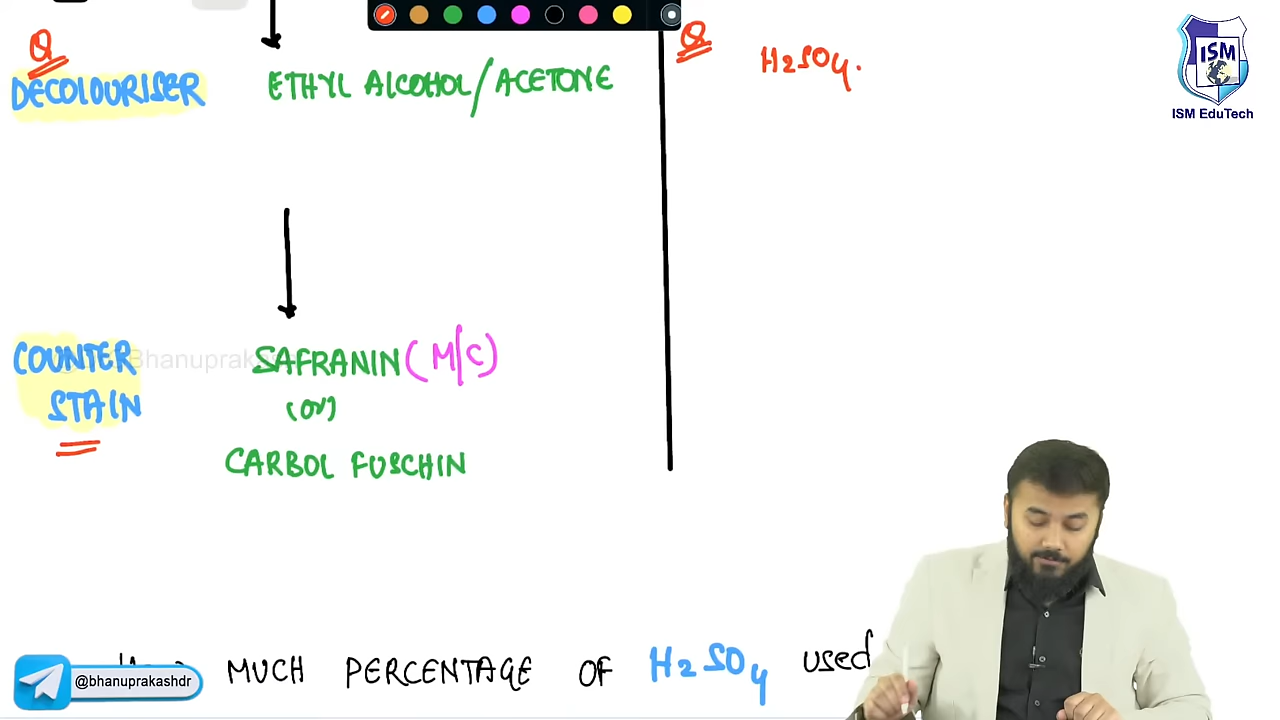 Q
DECOLOURISER
ETHYL ALCOHOL/ACETONE
Q
H2SO4.
ISM
ISM EduTech
COUNTER
STAIN
Bhanuprakash
SAFRANIN (M/C)
(or)
CARBOL FUSCHIN
@bhanuprakashdr
MUCH PERCENTAGE OF H2SO4 used